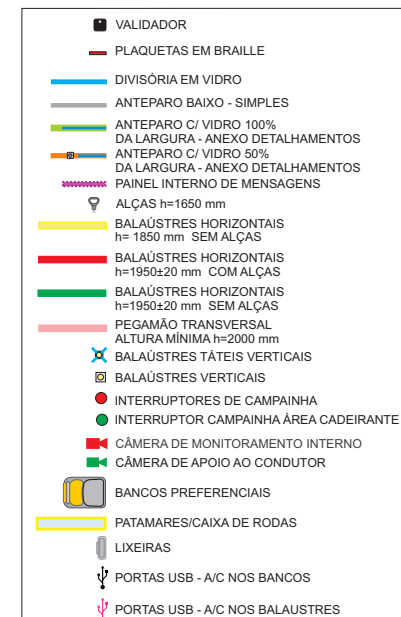 VALIDADOR
PLAQUETAS EM BRAILLE
DIVISÓRIA EM VIDRO
ANTEPARO BAIXO - SIMPLES
ANTEPARO C/ VIDRO 100%
DA LARGURA - ANEXO DETALHAMENTOS
ANTEPARO C/ VIDRO 50%
DA LARGURA - ANEXO DETALHAMENTOS
PAINEL INTERNO DE MENSAGENS
ALÇAS h=1650 mm
BALAÚSTRES HORIZONTAIS
h= 1850 mm SEM ALÇAS
BALAÚSTRES HORIZONTAIS
h=1950±20 mm COM ALÇAS
BALAÚSTRES HORIZONTAIS
h=1950±20 mm SEM ALÇAS
PEGAMÃO TRANSVERSAL
ALTURA MÍNIMA h=2000 mm
BALAÚSTRES TÁTEIS VERTICAIS
BALAÚSTRES VERTICAIS
INTERRUPTORES DE CAMPAINHA
INTERRUPTOR CAMPAINHA ÁREA CADEIRANTE
CÂMERA DE MONITORAMENTO INTERNO
CÂMERA DE APOIO AO CONDUTOR
BANCOS PREFERENCIAIS
PATAMARES/CAIXA DE RODAS
LIXEIRAS
PORTAS USB - A/C NOS BANCOS
PORTAS USB - A/C NOS BALAUSTRES